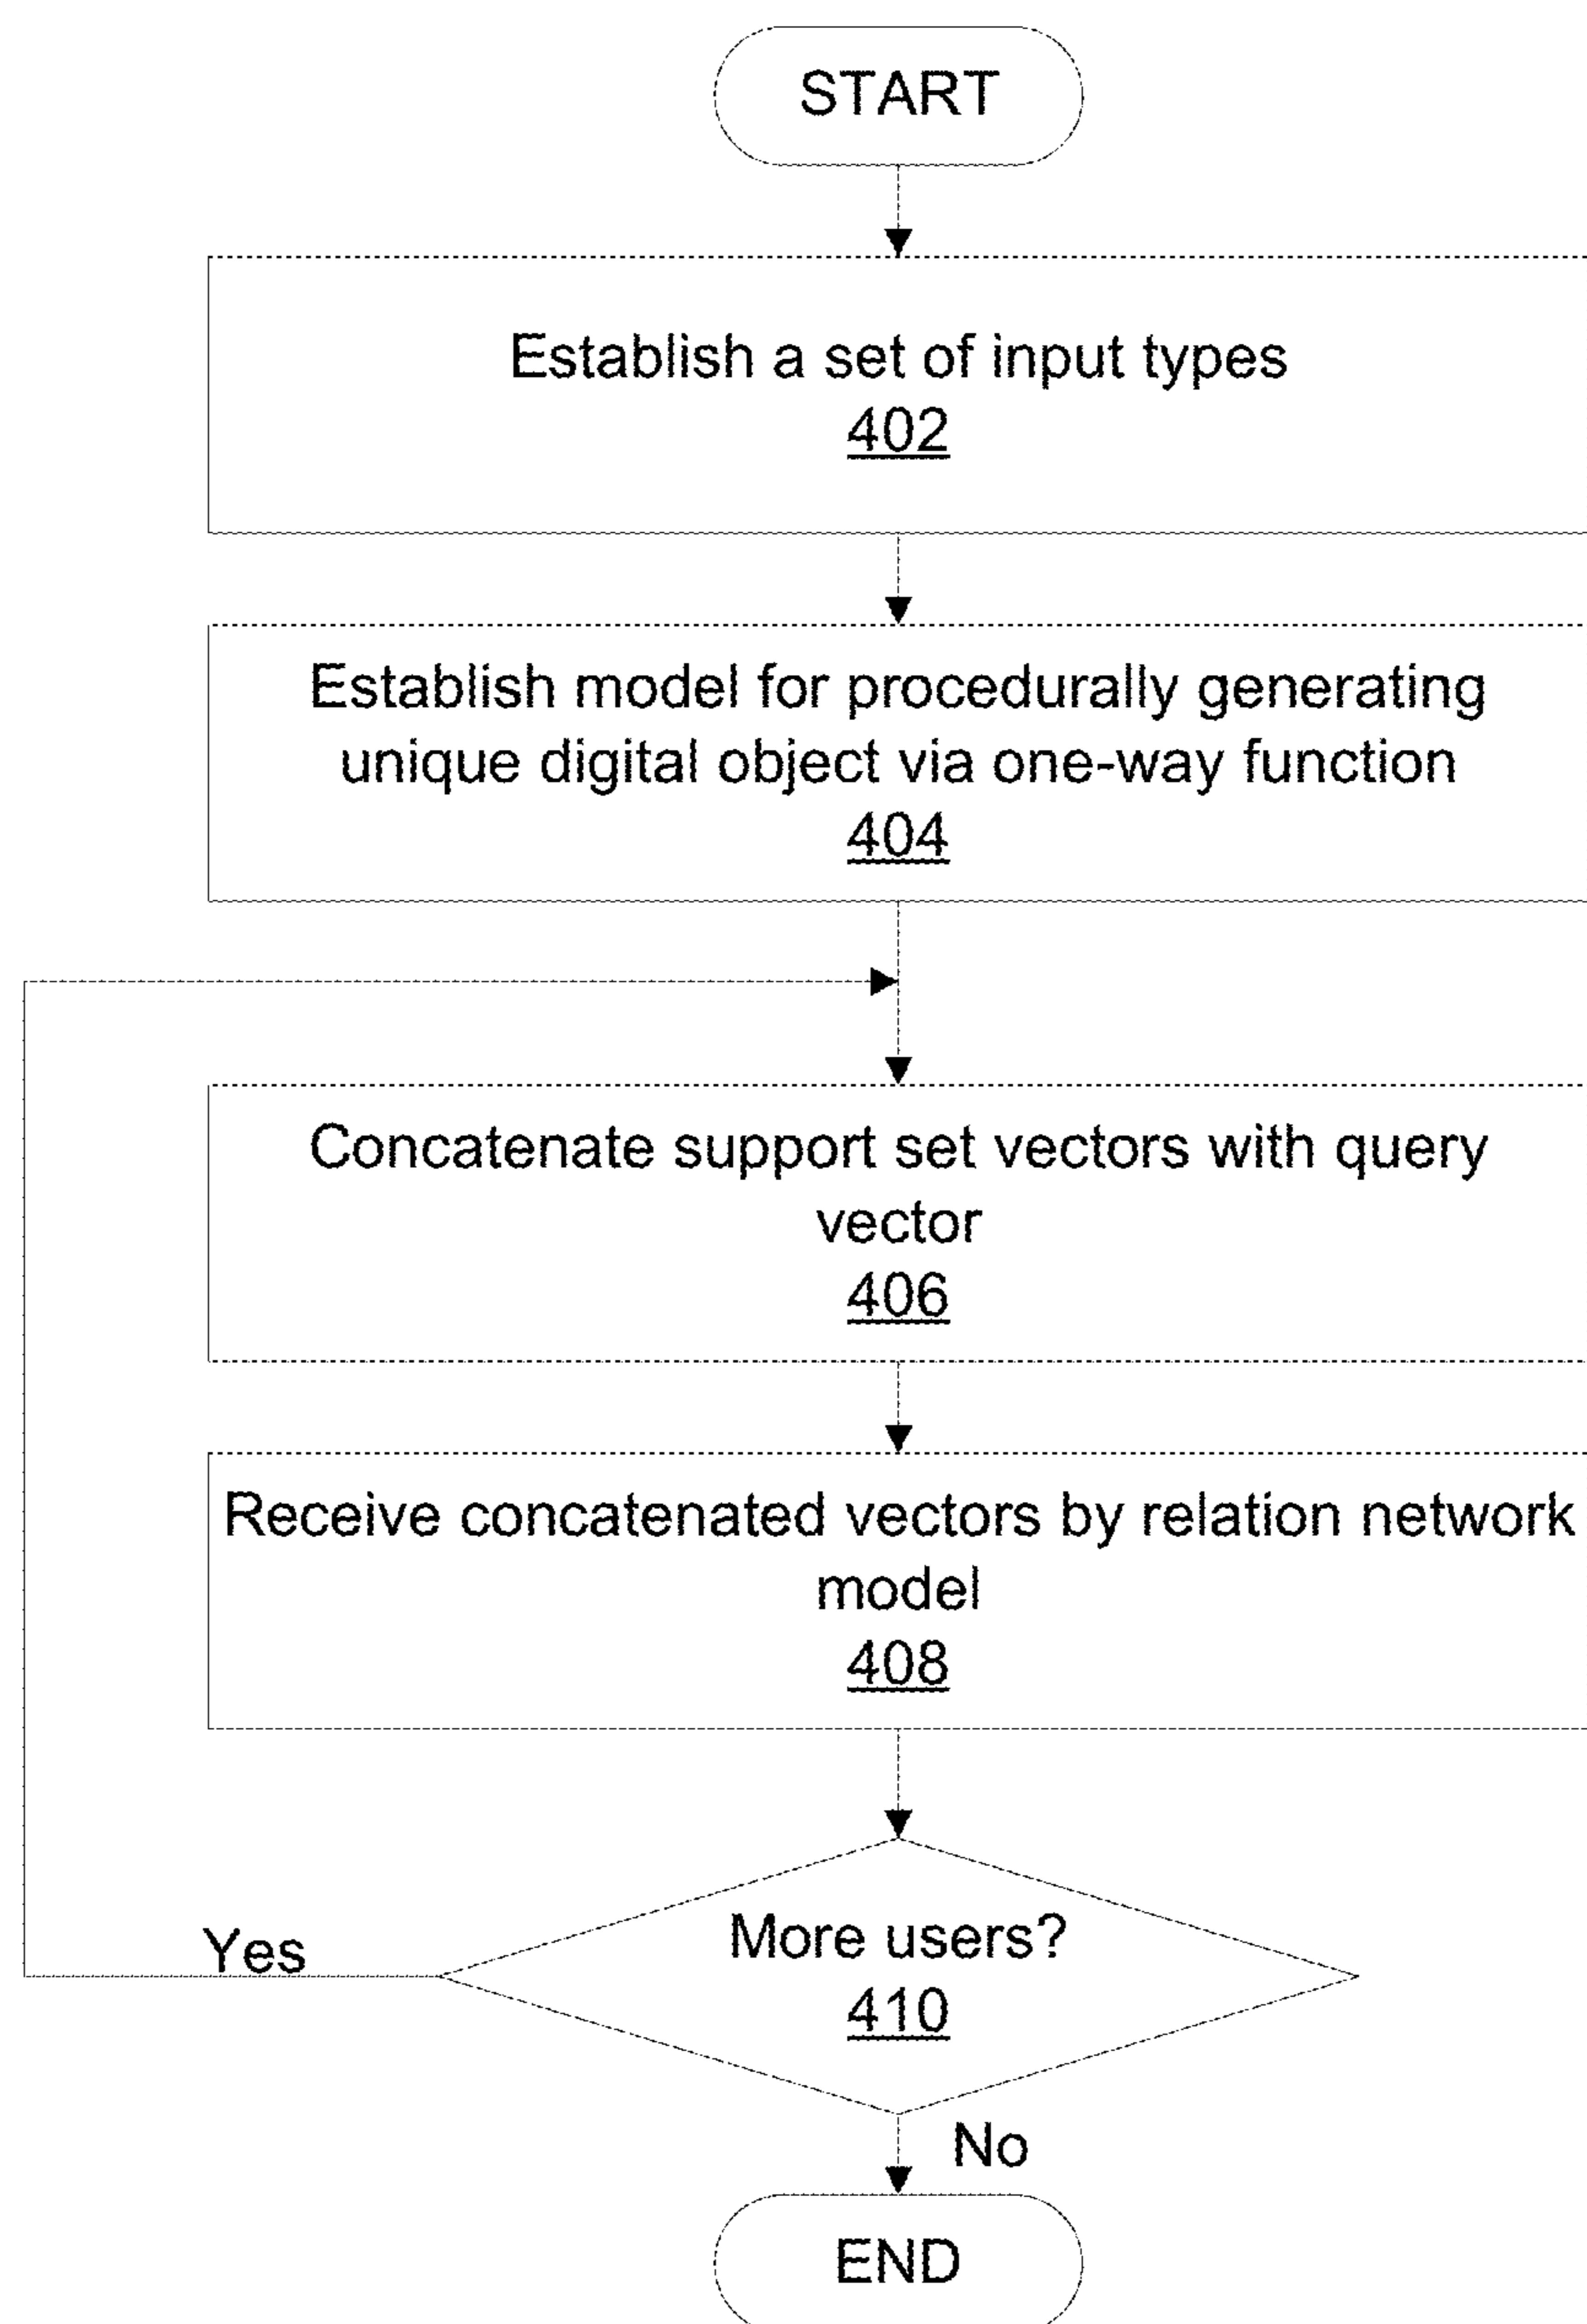 START
Establish a set of input types
402
Establish model for procedurally generating
unique digital object via one-way function
404
Concatenate support set vectors with query
vector
406
Receive concatenated vectors by relation network
model
408
More users?
410
Yes
No
END